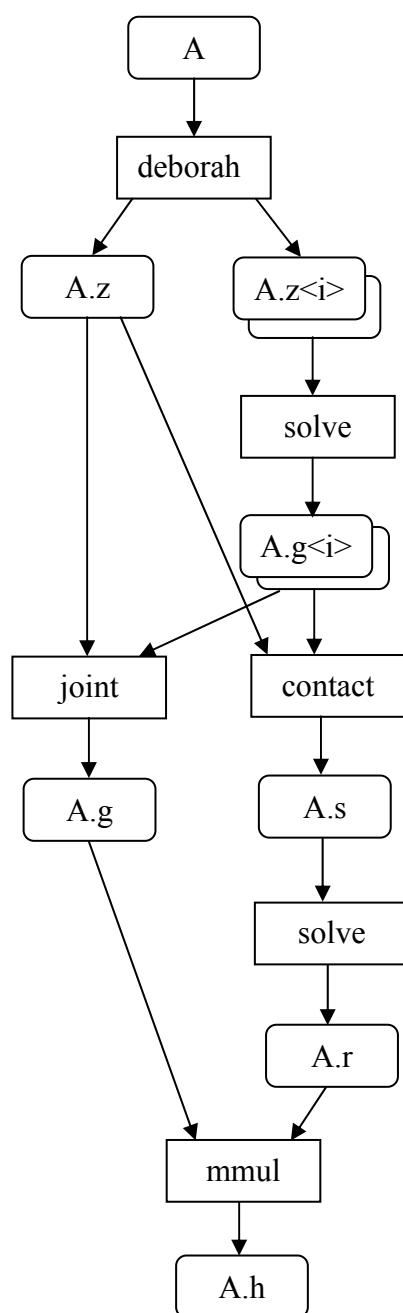 A
deborah
A.z
A.z<i>
solve
A.g<i>
joint
contact
A.g
A.s
solve
A.r
mmul
A.h